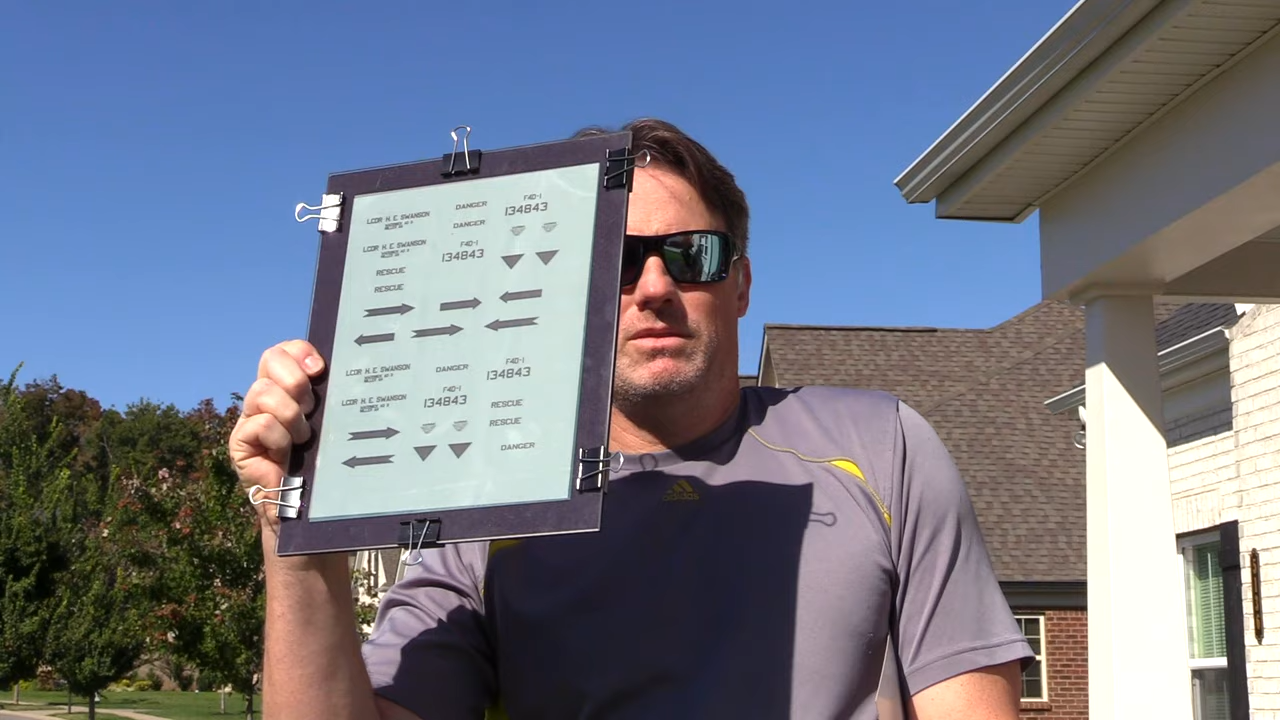 LCDR H. E. SWANSON
DANGER
F4D-1
134843
DANGER
LCDR H. E. SWANSON
F4D-1
134843
RESCUE
RESCUE
LCDR H. E. SWANSON
DANGER
F4D-1
134843
LCDR H. E. SWANSON
F4D-1
134843
RESCUE
RESCUE
DANGER
adidas